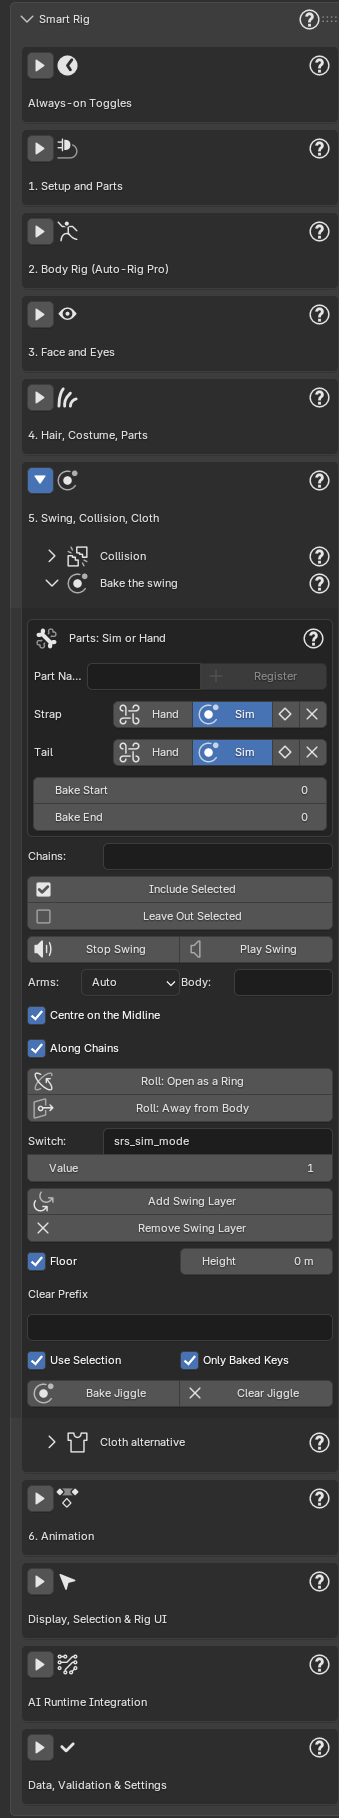 Smart Rig
Always-on Toggles
1. Setup and Parts
2. Body Rig (Auto-Rig Pro)
3. Face and Eyes
4. Hair, Costume, Parts
5. Swing, Collision, Cloth
Collision
Bake the swing
Parts: Sim or Hand
Part Na... Register
Strap Hand Sim
Tail Hand Sim
Bake Start 0
Bake End 0
Chains:
Include Selected
Leave Out Selected
Stop Swing Play Swing
Arms: Auto Body:
Centre on the Midline
Along Chains
Roll: Open as a Ring
Roll: Away from Body
Switch: srs_sim_mode
Value 1
Add Swing Layer
Remove Swing Layer
Floor Height 0 m
Clear Prefix
Use Selection Only Baked Keys
Bake Jiggle Clear Jiggle
Cloth alternative
6. Animation
Display, Selection & Rig UI
AI Runtime Integration
Data, Validation & Settings